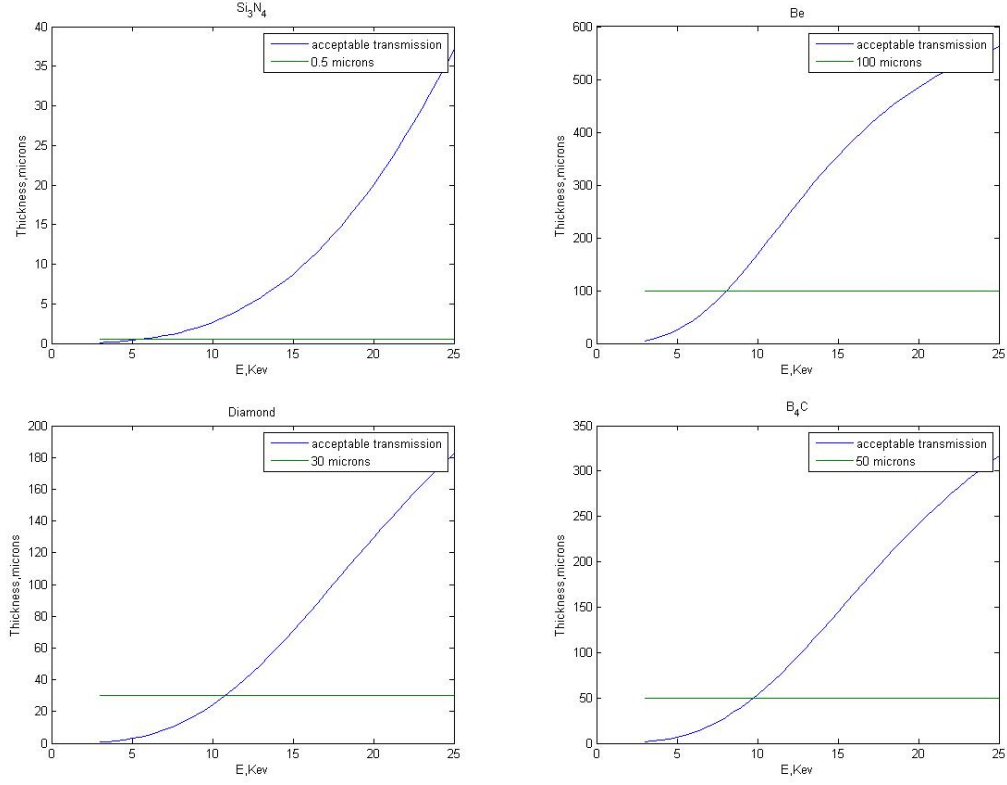 Si₃N₄
40
35
30
25
20
15
10
5
0
Thickness,microns
acceptable transmission
0.5 microns
0 5 10 15 20 25
E,Kev
Be
600
500
400
300
200
100
0
Thickness,microns
acceptable transmission
100 microns
0 5 10 15 20 25
E,Kev
Diamond
200
180
160
140
120
100
80
60
40
20
0
Thickness,microns
acceptable transmission
30 microns
0 5 10 15 20 25
E,Kev
B₄C
350
300
250
200
150
100
50
0
Thickness,microns
acceptable transmission
50 microns
0 5 10 15 20 25
E,Kev